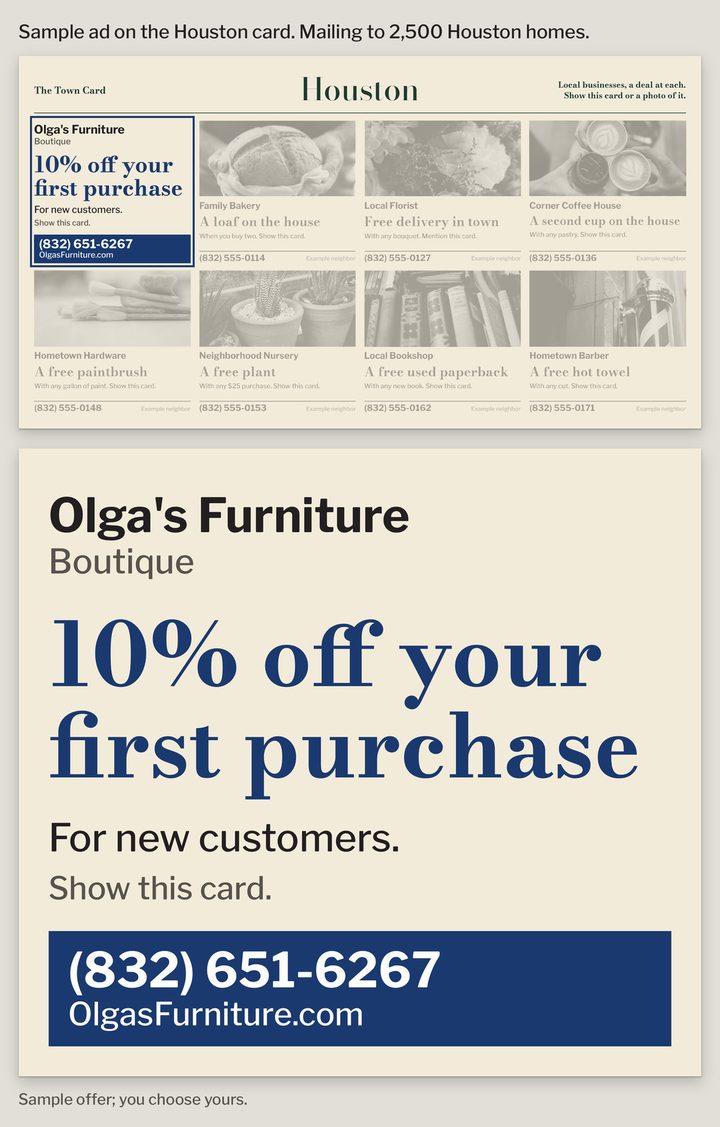 Sample ad on the Houston card. Mailing to 2,500 Houston homes.
The Town Card
Houston
Local businesses, a deal at each.
Show this card or a photo of it.
Olga's Furniture
Boutique
10% off your
first purchase
For new customers.
Show this card.
(832) 651-6267
OlgasFurniture.com
Family Bakery
A loaf on the house
When you buy two. Show this card.
(832) 555-0114
Example neighbor
Local Florist
Free delivery in town
With any bouquet. Mention this card.
(832) 555-0127
Example neighbor
Corner Coffee House
A second cup on the house
With any pastry. Show this card.
(832) 555-0136
Example neighbor
Hometown Hardware
A free paintbrush
With any gallon of paint. Show this card.
(832) 555-0148
Example neighbor
Neighborhood Nursery
A free plant
With any $25 purchase. Show this card.
(832) 555-0153
Example neighbor
Local Bookshop
A free used paperback
With any new book. Show this card.
(832) 555-0162
Example neighbor
Hometown Barber
A free hot towel
With any cut. Show this card.
(832) 555-0171
Example neighbor
Olga's Furniture
Boutique
10% off your
first purchase
For new customers.
Show this card.
(832) 651-6267
OlgasFurniture.com
Sample offer; you choose yours.